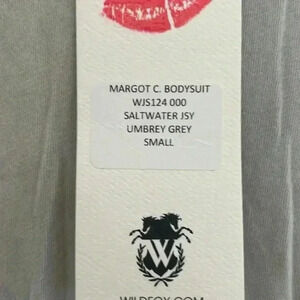 MARGOT C. BODYSUIT
WJS124 000
SALTWATER JSY
UMBREY GREY
SMALL
W
WILDFOX.COM